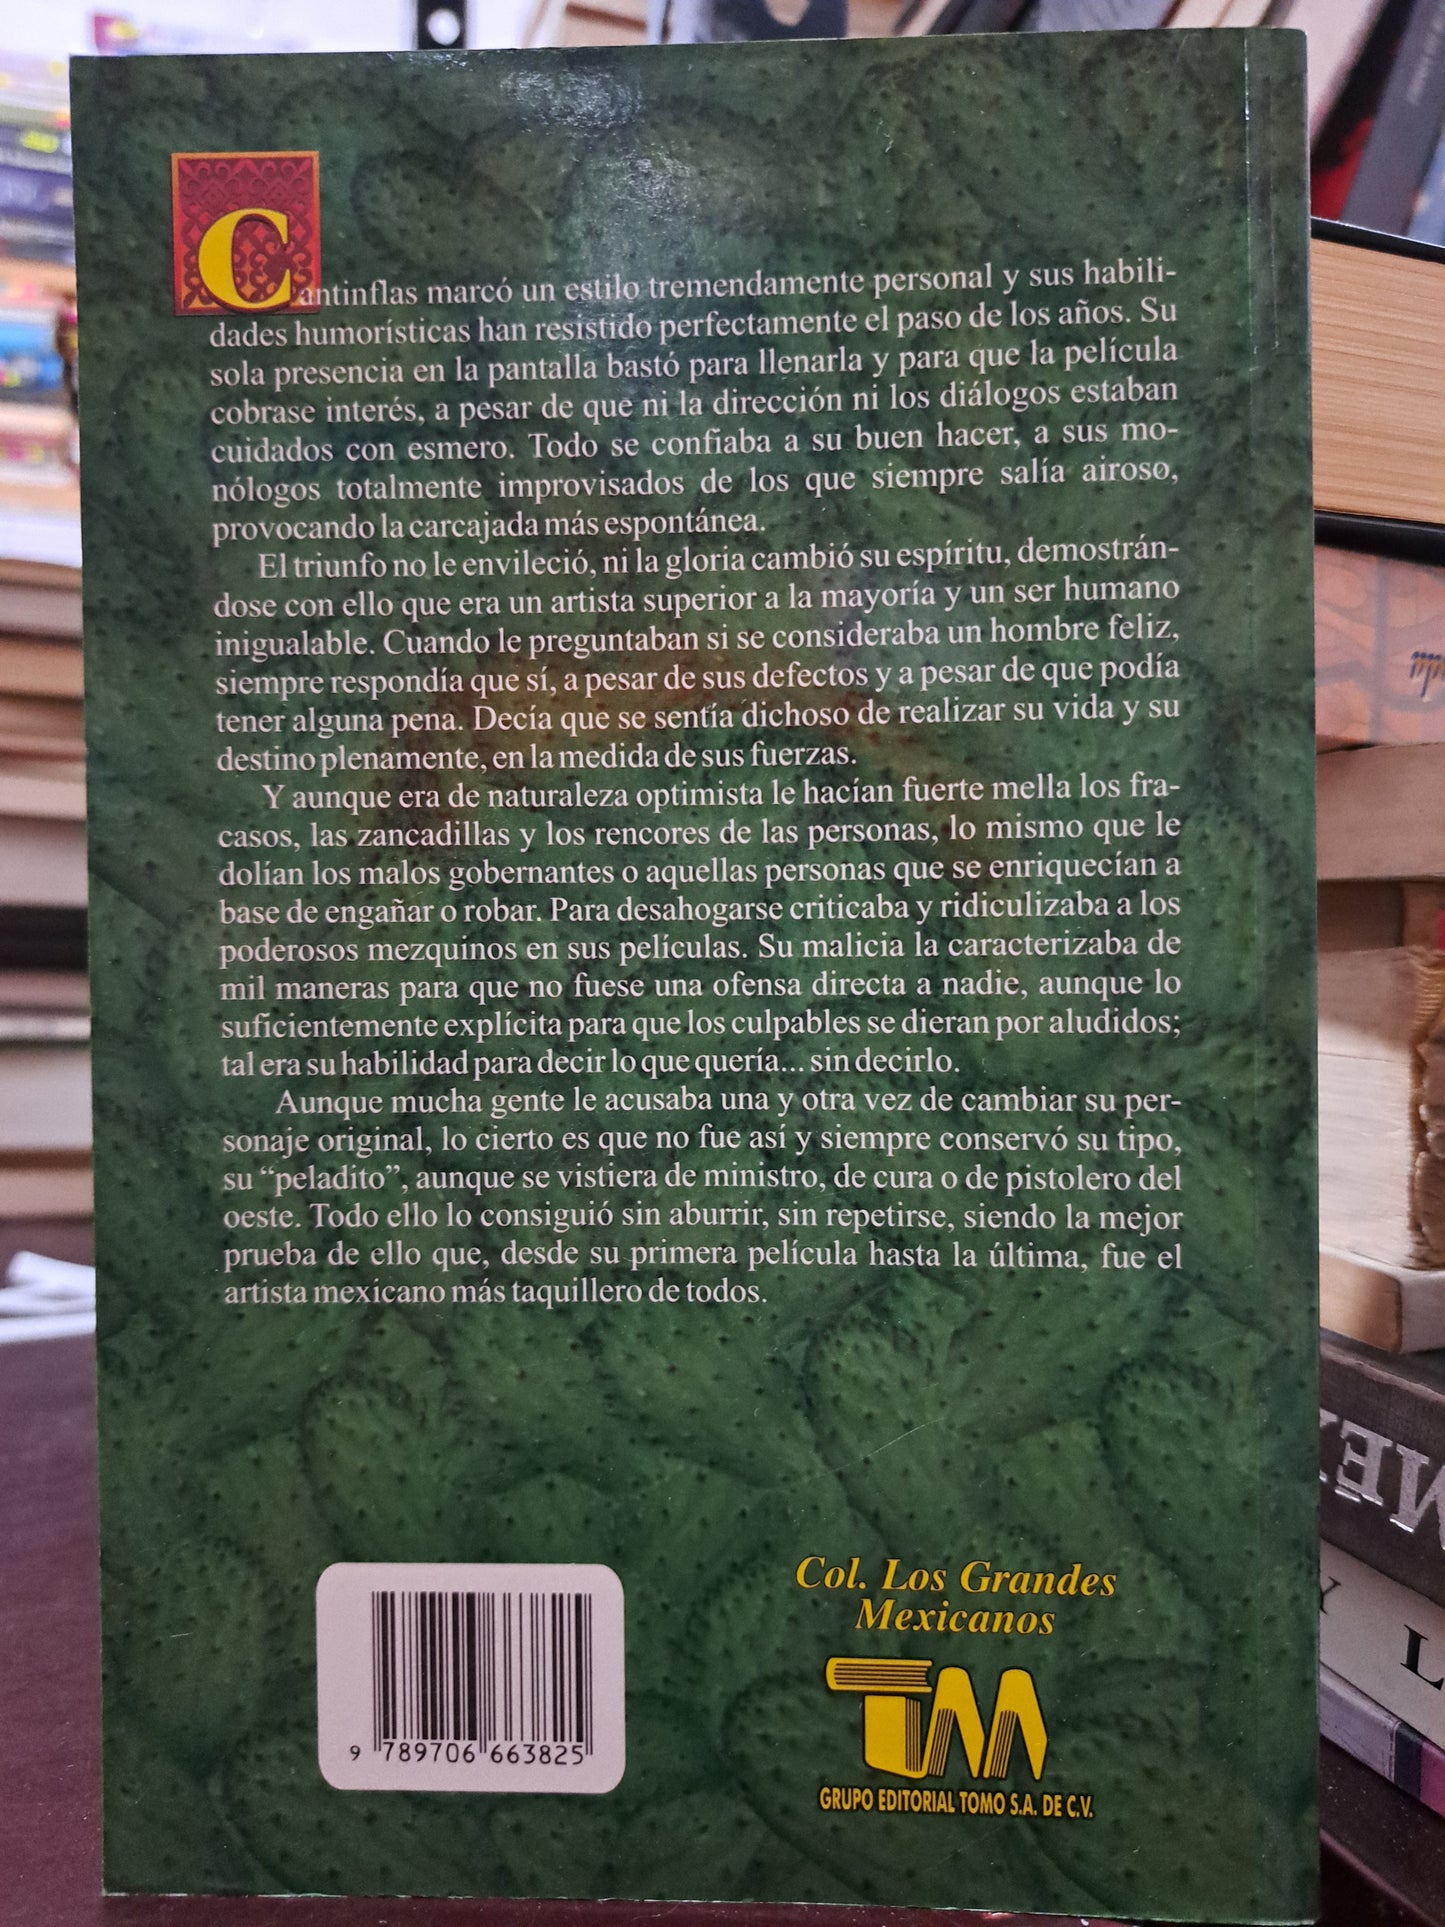 Cantinflas marcó un estilo tremendamente personal y sus habili-
dades humorísticas han resistido perfectamente el paso de los años. Su
sola presencia en la pantalla bastó para llenarla y para que la película
cobrase interés, a pesar de que ni la dirección ni los diálogos estaban
cuidados con esmero. Todo se confiaba a su buen hacer, a sus mo-
nólogos totalmente improvisados de los que siempre salía airoso,
provocando la carcajada más espontánea.
El triunfo no le envileció, ni la gloria cambió su espíritu, demostrán-
dose con ello que era un artista superior a la mayoría y un ser humano
inigualable. Cuando le preguntaban si se consideraba un hombre feliz,
siempre respondía que sí, a pesar de sus defectos y a pesar de que podía
tener alguna pena. Decía que se sentía dichoso de realizar su vida y su
destino plenamente, en la medida de sus fuerzas.
Y aunque era de naturaleza optimista le hacían fuerte mella los fra-
casos, las zancadillas y los rencores de las personas, lo mismo que le
dolían los malos gobernantes o aquellas personas que se enriquecían a
base de engañar o robar. Para desahogarse criticaba y ridiculizaba a los
poderosos mezquinos en sus películas. Su malicia la caracterizaba de
mil maneras para que no fuese una ofensa directa a nadie, aunque lo
suficientemente explícita para que los culpables se dieran por aludidos;
tal era su habilidad para decir lo que quería... sin decirlo.
Aunque mucha gente le acusaba una y otra vez de cambiar su per-
sonaje original, lo cierto es que no fue así y siempre conservó su tipo,
su “peladito”, aunque se vistiera de ministro, de cura o de pistolero del
oeste. Todo ello lo consiguió sin aburrir, sin repetirse, siendo la mejor
prueba de ello que, desde su primera película hasta la última, fue el
artista mexicano más taquillero de todos.
Col. Los Grandes
Mexicanos
TM
GRUPO EDITORIAL TOMO S.A. DE C.V.
9 789706 663825